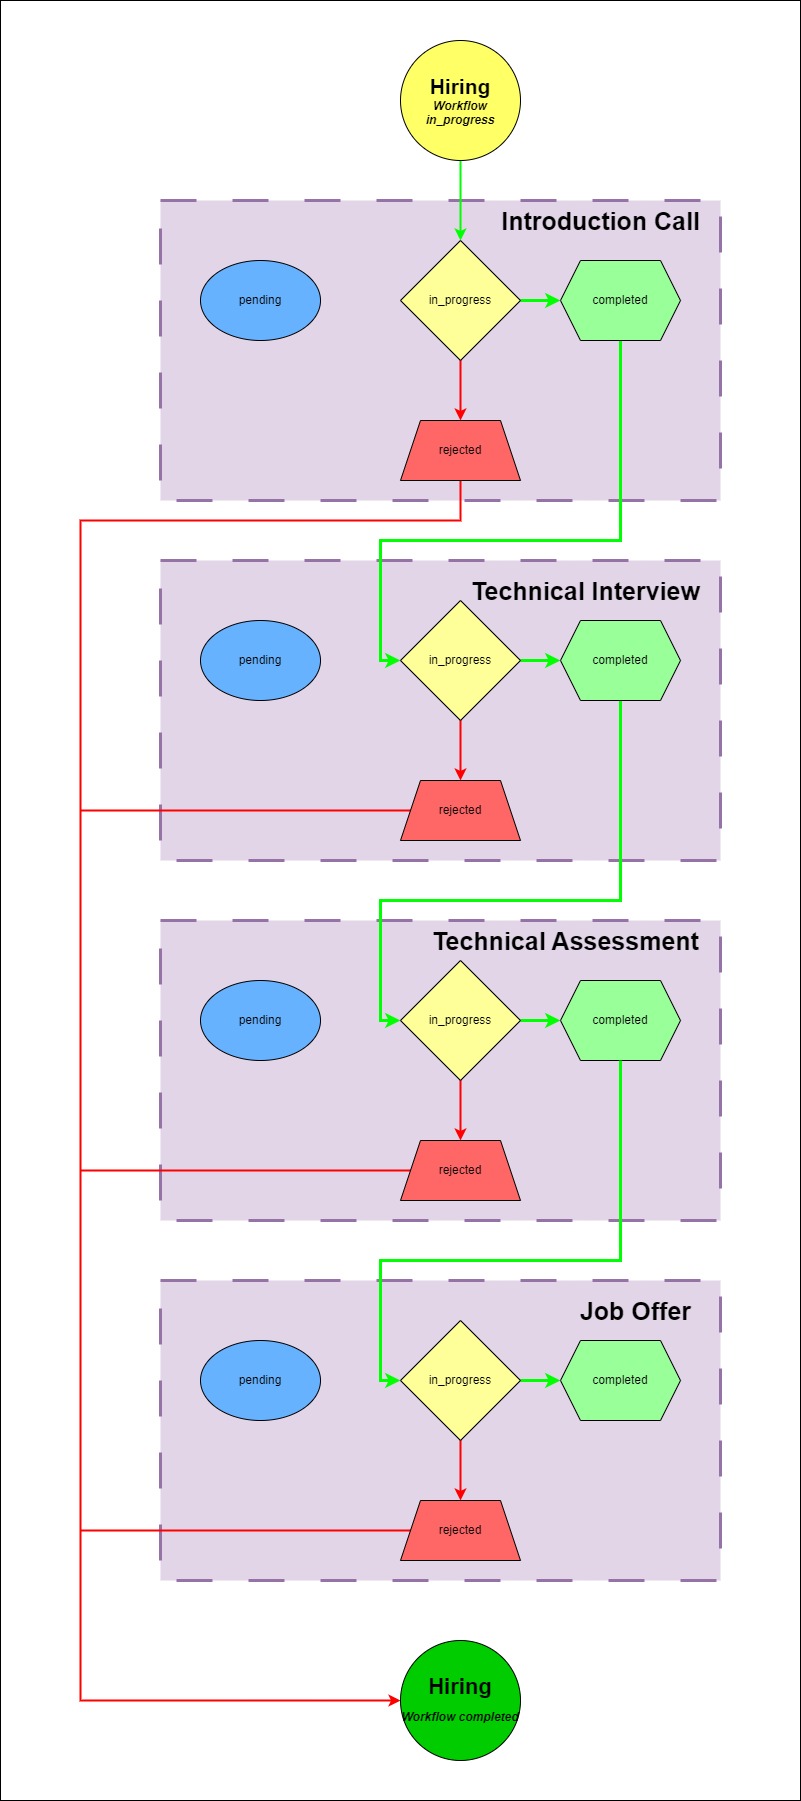 Hiring
Workflow
in_progress
Introduction Call
pending
in_progress
completed
rejected
Technical Interview
pending
in_progress
completed
rejected
Technical Assessment
pending
in_progress
completed
rejected
Job Offer
pending
in_progress
completed
rejected
Hiring
Workflow completed